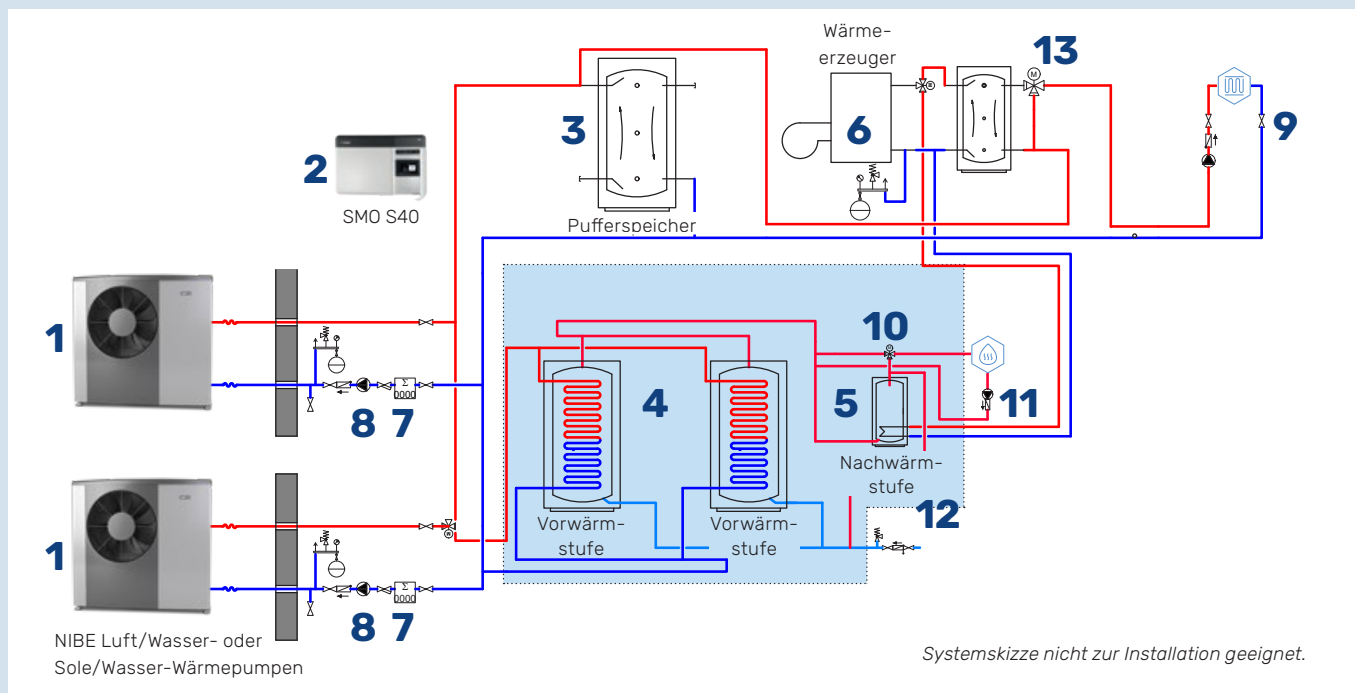 Wärme-
erzeuger
13
3
6
9
2
SMO S40
Pufferspeicher
1
10
4
5
11
8
7
Nachwärm-
stufe
Vorwärm-
stufe
Vorwärm-
stufe
12
1
8
7
NIBE Luft/Wasser- oder
Sole/Wasser-Wärmepumpen
Systemskizze nicht zur Installation geeignet.